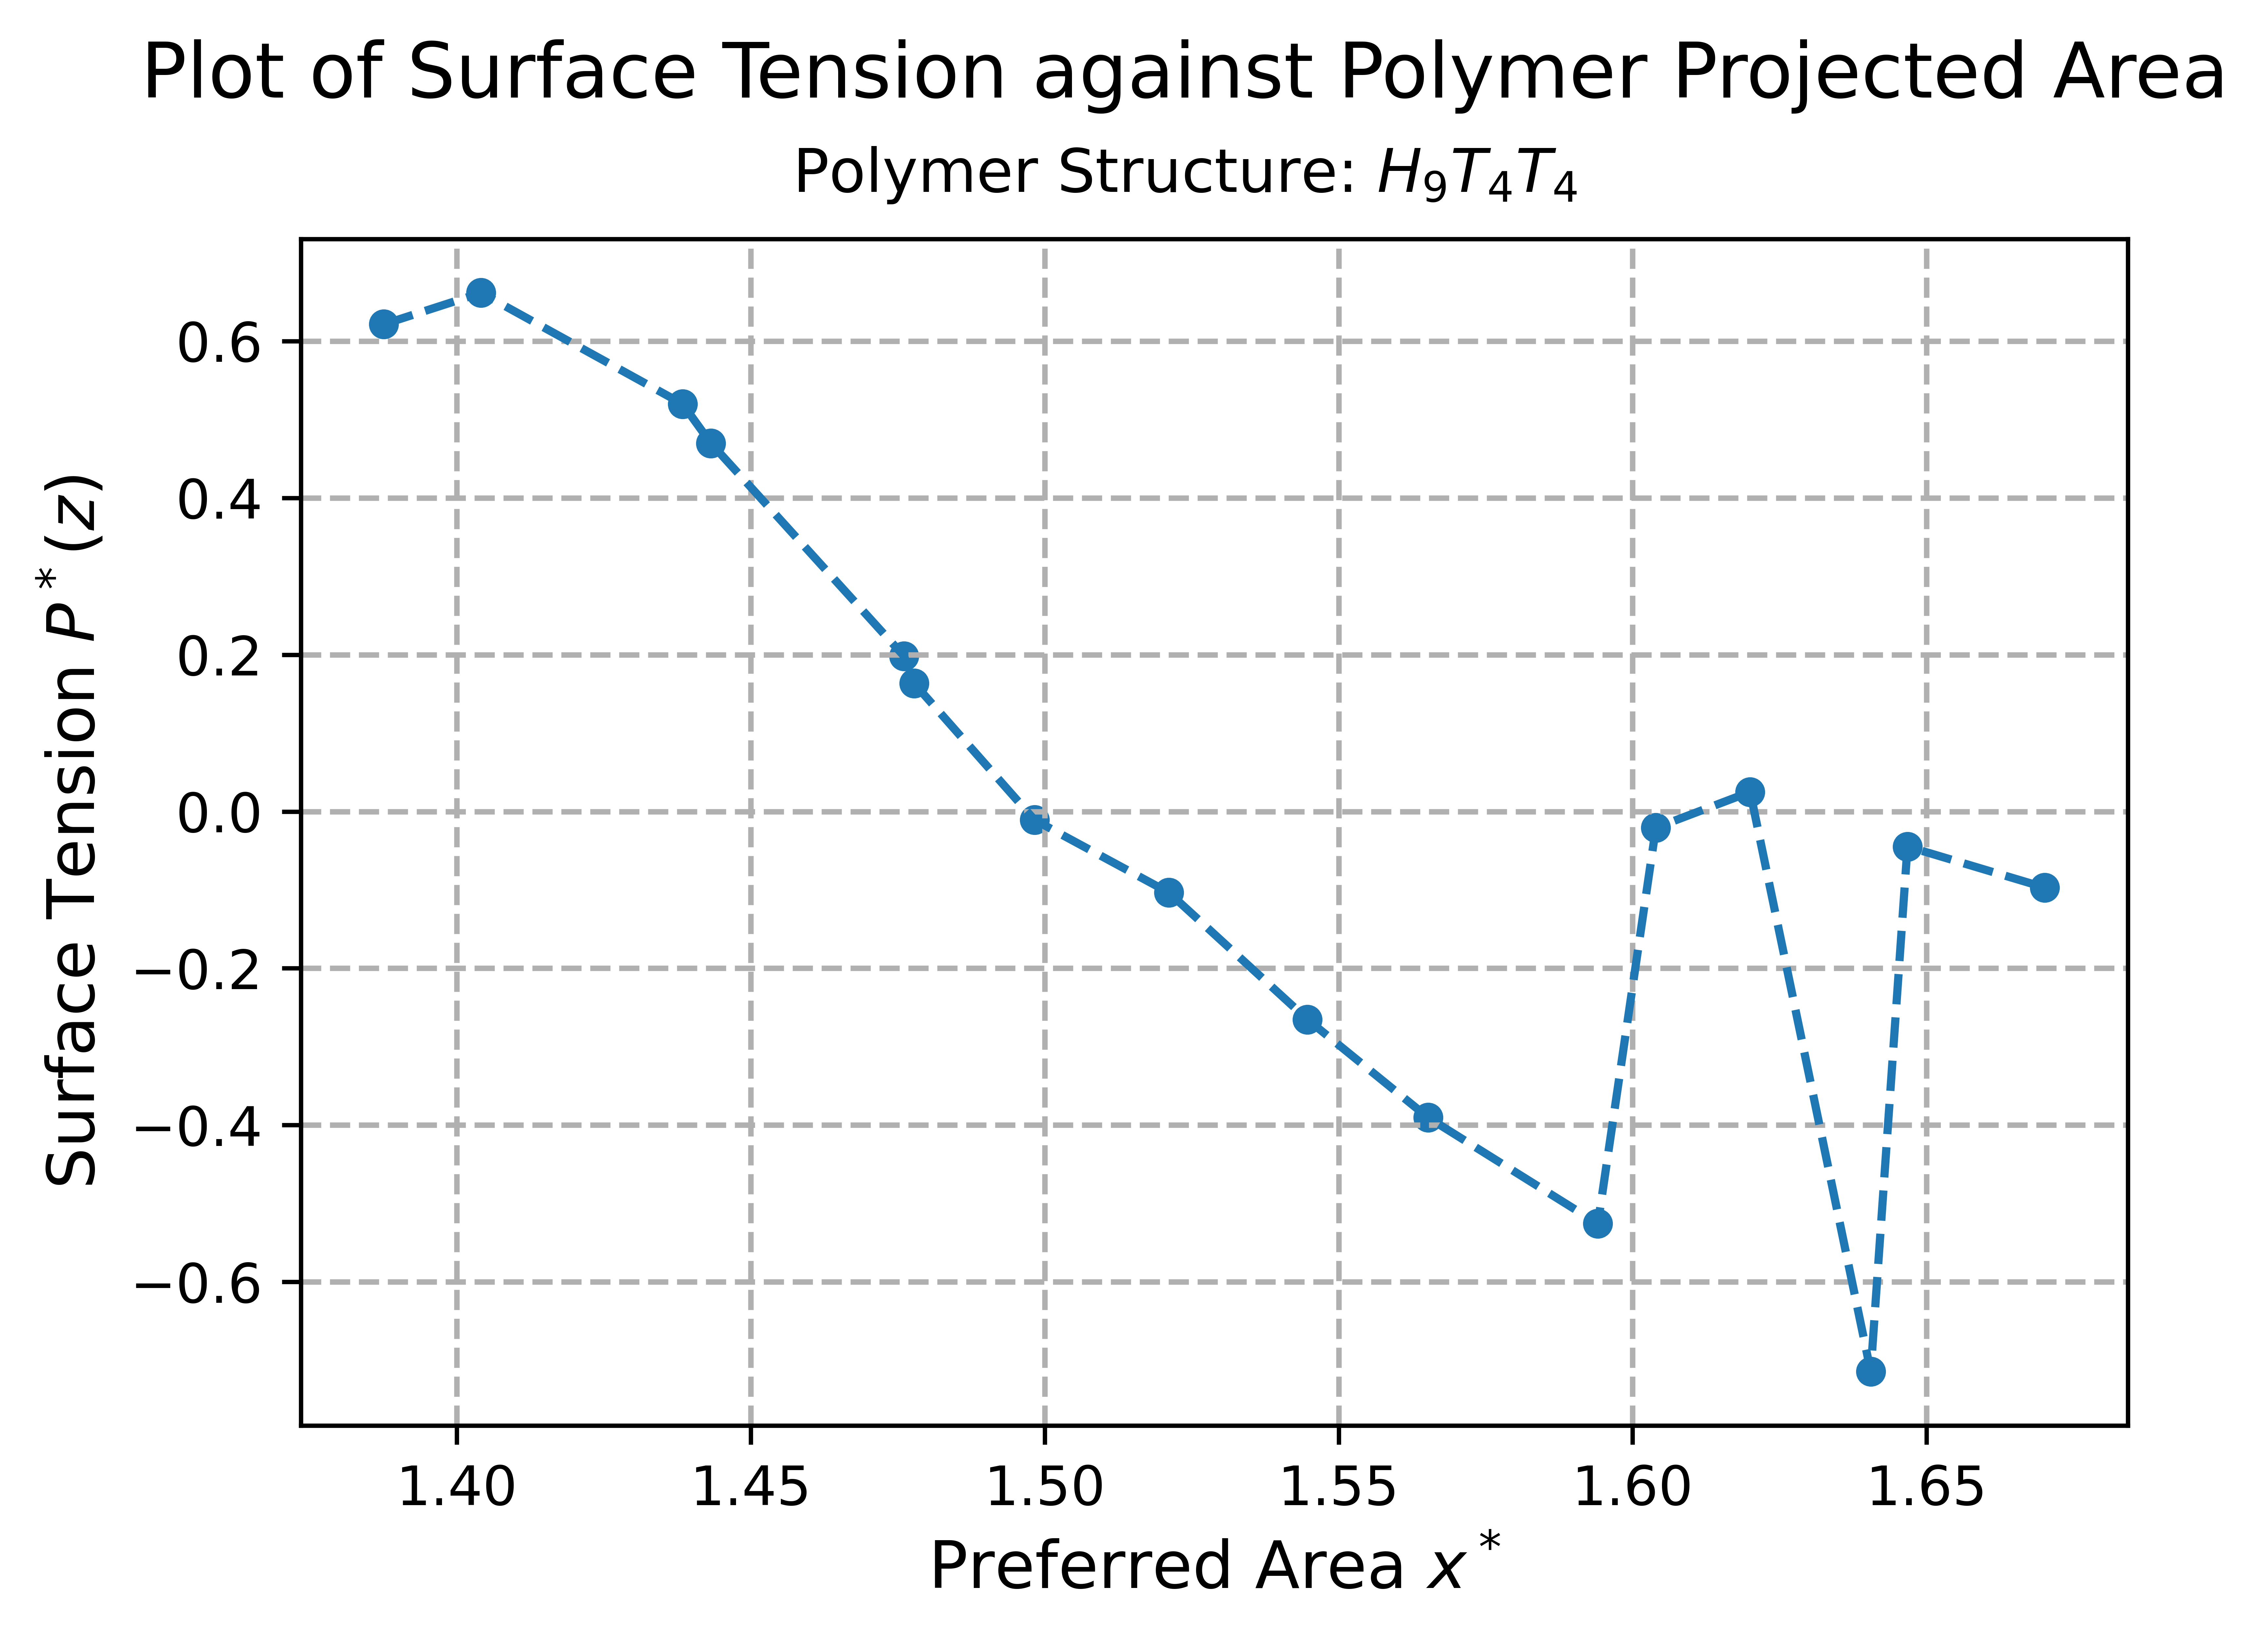 Plot of Surface Tension against Polymer Projected Area
Polymer Structure: H₉T₄T₄
Surface Tension P*(z)
0.6
0.4
0.2
0.0
−0.2
−0.4
−0.6
1.40 1.45 1.50 1.55 1.60 1.65
Preferred Area x*